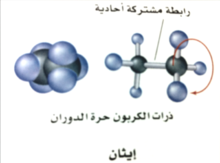 رابطة مشتركة أحادية
ذرات الكربون حرة الدوران
إيثان